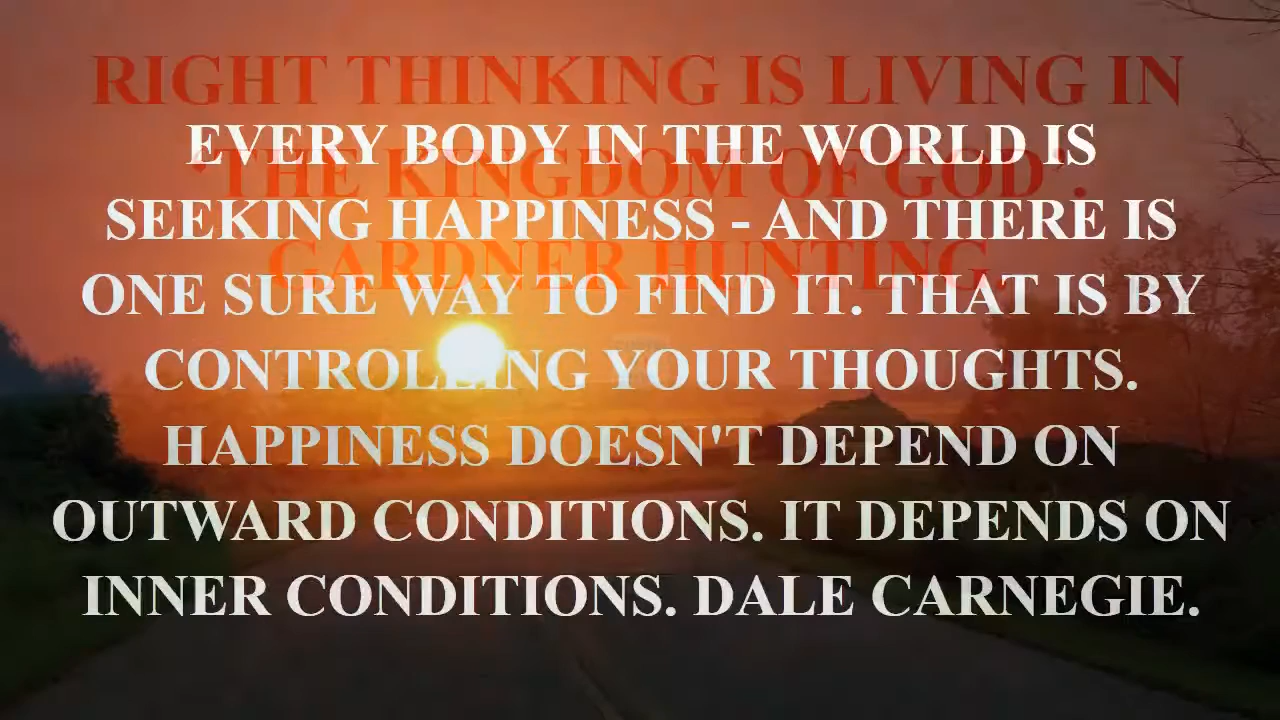 RIGHT THINKING IS LIVING IN
EVERY BODY IN THE WORLD IS
'THE KINGDOM OF GOD'.
SEEKING HAPPINESS - AND THERE IS
GARDNER HUNTING.
ONE SURE WAY TO FIND IT. THAT IS BY
CONTROLLING YOUR THOUGHTS.
HAPPINESS DOESN'T DEPEND ON
OUTWARD CONDITIONS. IT DEPENDS ON
INNER CONDITIONS. DALE CARNEGIE.